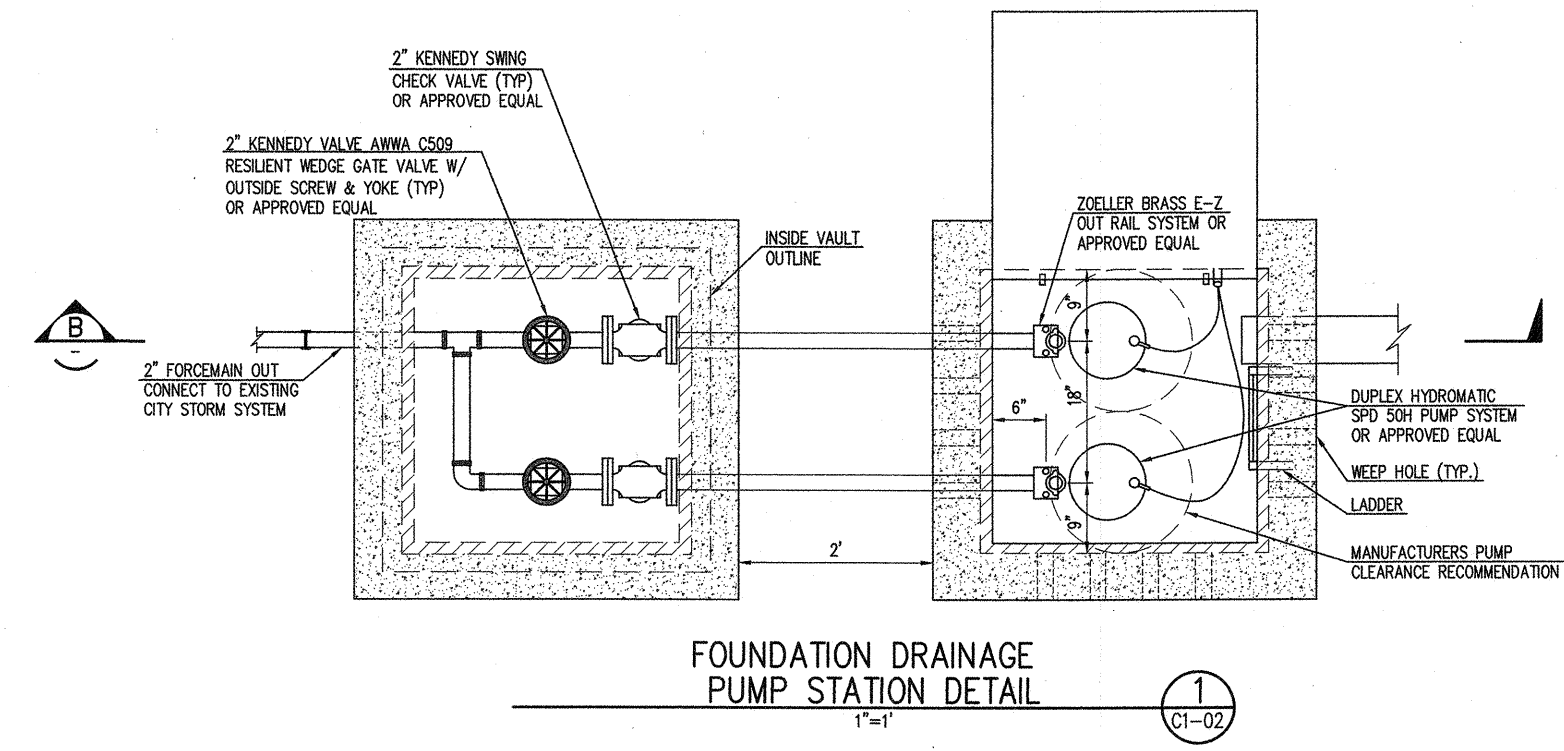 2" KENNEDY SWING
CHECK VALVE (TYP)
OR APPROVED EQUAL
2" KENNEDY VALVE AWWA C509
RESILIENT WEDGE GATE VALVE W/
OUTSIDE SCREW & YOKE (TYP)
OR APPROVED EQUAL
INSIDE VAULT
OUTLINE
ZOELLER BRASS E-Z
OUT RAIL SYSTEM OR
APPROVED EQUAL
B
-
2" FORCEMAIN OUT
CONNECT TO EXISTING
CITY STORM SYSTEM
9"
18"
6"
9"
2'
DUPLEX HYDROMATIC
SPD 50H PUMP SYSTEM
OR APPROVED EQUAL
WEEP HOLE (TYP.)
LADDER
MANUFACTURERS PUMP
CLEARANCE RECOMMENDATION
FOUNDATION DRAINAGE
PUMP STATION DETAIL
1"=1'
1
C1-02